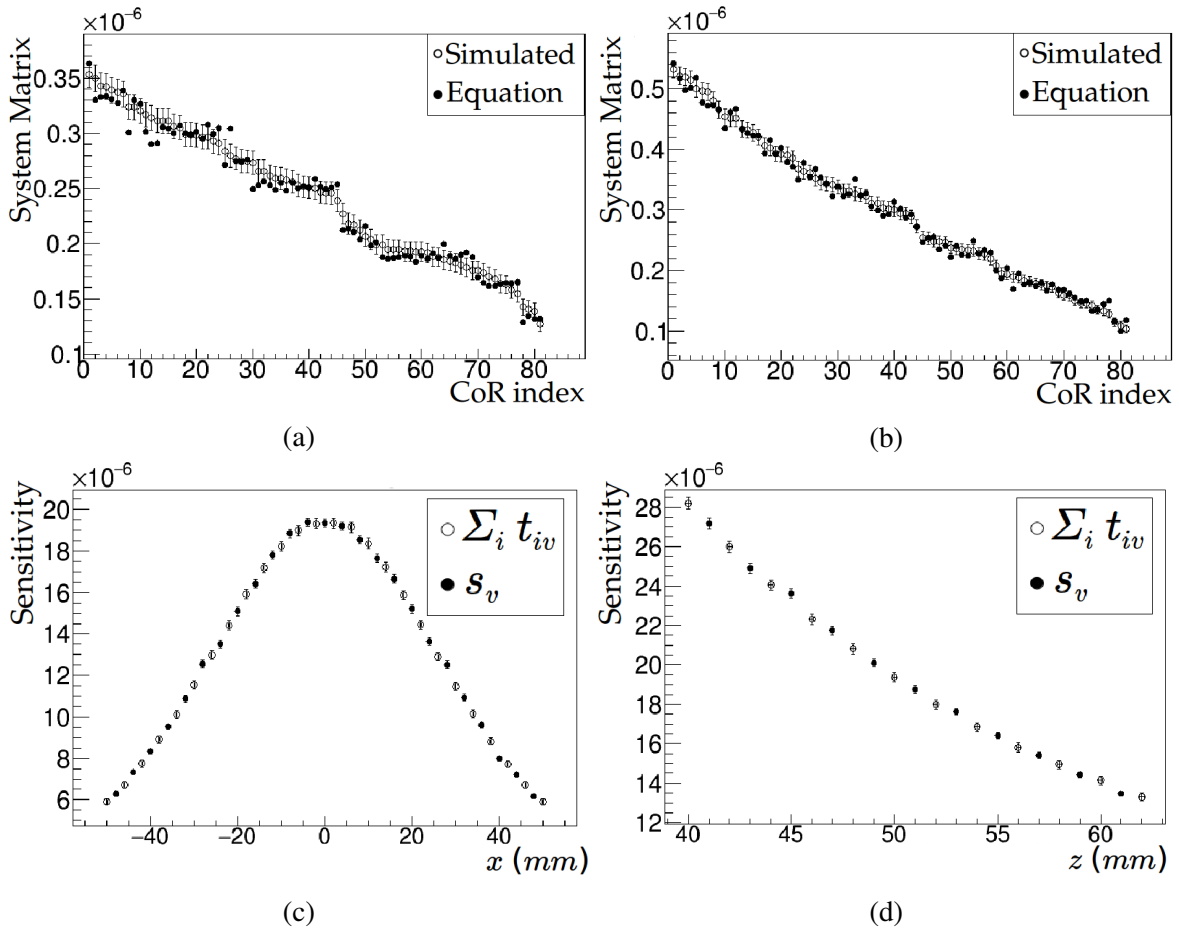 ×10⁻⁶
System Matrix
Simulated
Equation
0.35
0.3
0.25
0.2
0.15
0.1
0 10 20 30 40 50 60 70 80
CoR index
(a)
×10⁻⁶
System Matrix
Simulated
Equation
0.5
0.4
0.3
0.2
0.1
0 10 20 30 40 50 60 70 80
CoR index
(b)
×10⁻⁶
Sensitivity
Σᵢ tᵢᵥ
sᵥ
20
18
16
14
12
10
8
6
−40 −20 0 20 40
x (mm)
(c)
×10⁻⁶
Sensitivity
Σᵢ tᵢᵥ
sᵥ
28
26
24
22
20
18
16
14
12
40 45 50 55 60
z (mm)
(d)